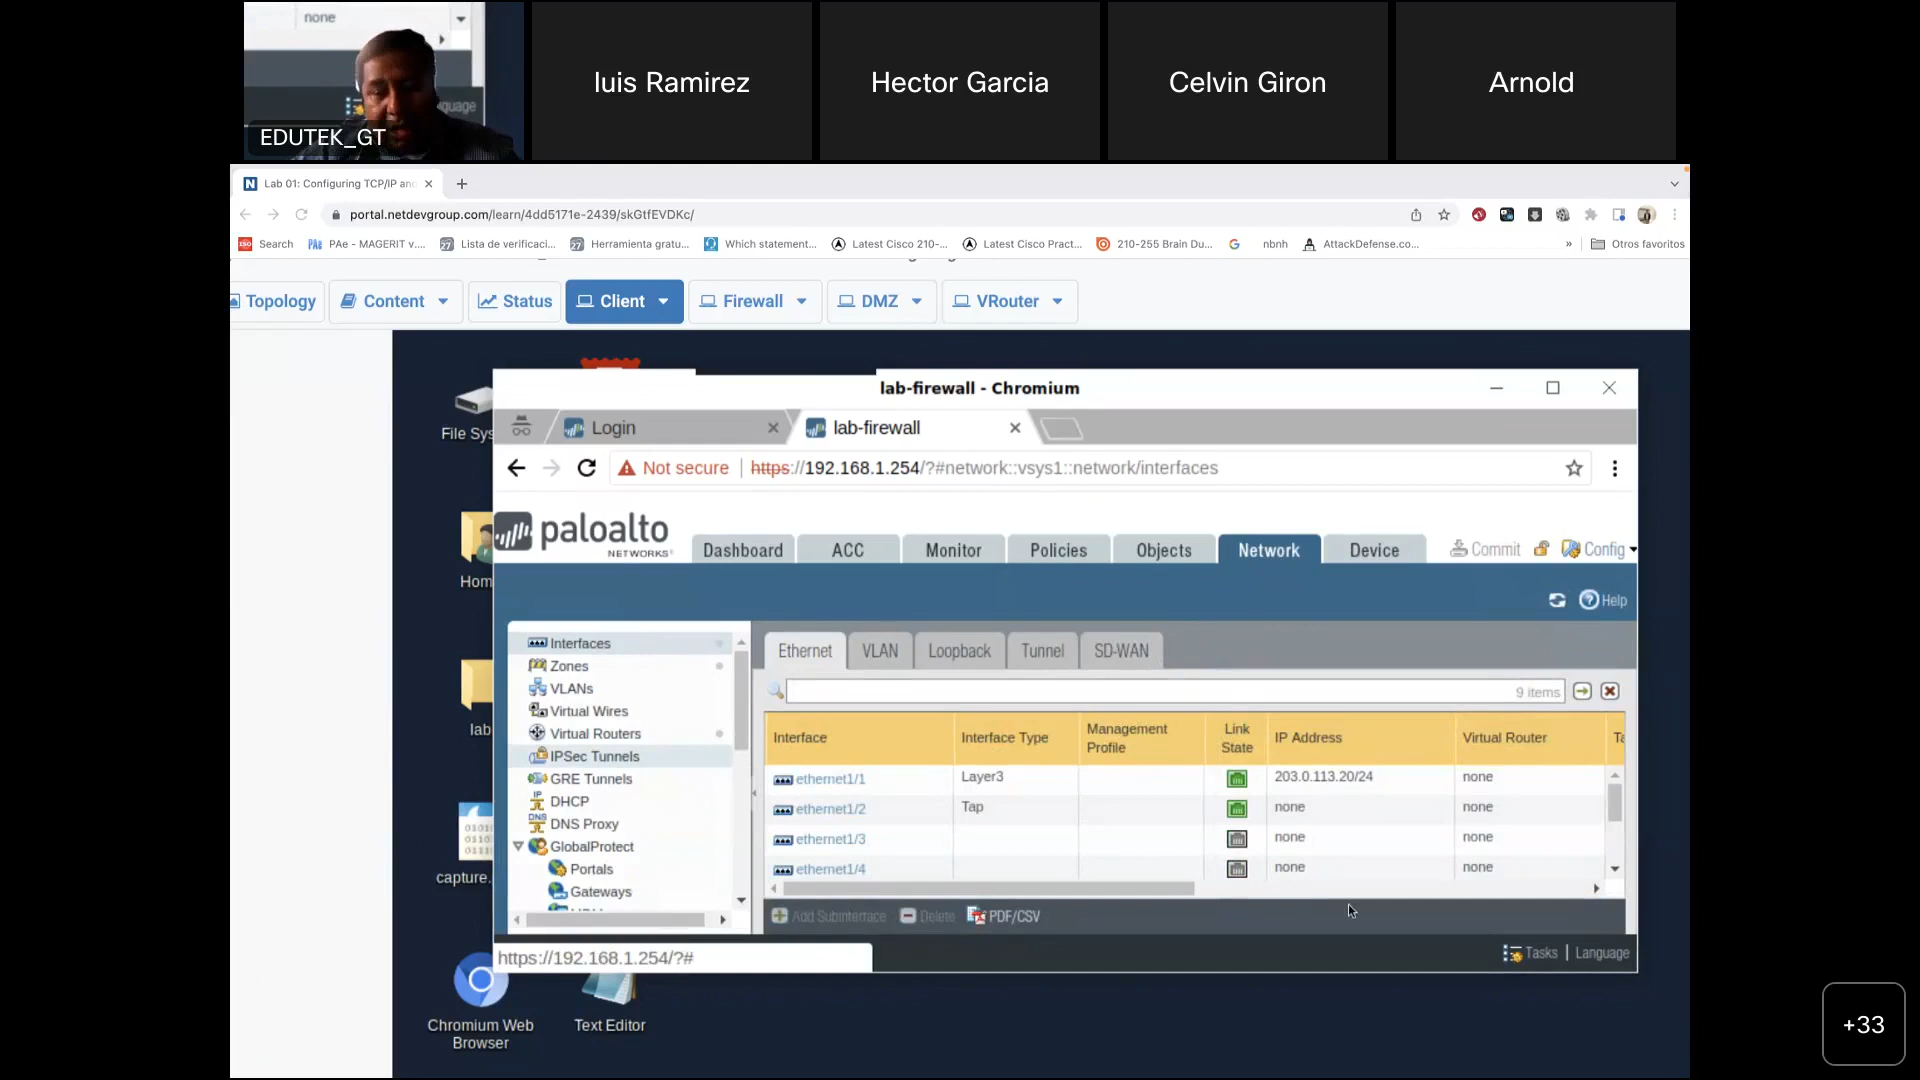 none
guage
EDUTEK_GT
luis Ramirez
Hector Garcia
Celvin Giron
Arnold
Lab 01: Configuring TCP/IP and
portal.netdevgroup.com/learn/4dd5171e-2439/skGtfEVDKc/
Search
PAe - MAGERIT v....
Lista de verificaci...
Herramienta gratu...
Which statement...
Latest Cisco 210-...
Latest Cisco Pract...
210-255 Brain Du...
nbnh
AttackDefense.co...
»
Otros favoritos
Topology
Content
Status
Client
Firewall
DMZ
VRouter
File Sys
Hom
lab
capture.
Chromium Web
Browser
Text Editor
lab-firewall - Chromium
Login
lab-firewall
Not secure
https://192.168.1.254/?#network::vsys1::network/interfaces
paloalto
NETWORKS
Dashboard
ACC
Monitor
Policies
Objects
Network
Device
Commit
Config
Help
Interfaces
Zones
VLANs
Virtual Wires
Virtual Routers
IPSec Tunnels
GRE Tunnels
DHCP
DNS Proxy
GlobalProtect
Portals
Gateways
Ethernet
VLAN
Loopback
Tunnel
SD-WAN
9 items
Interface
Interface Type
Management
Profile
Link
State
IP Address
Virtual Router
Ta
ethernet1/1
Layer3
203.0.113.20/24
none
ethernet1/2
Tap
none
none
ethernet1/3
none
none
ethernet1/4
none
none
Add Subinterface
Delete
PDF/CSV
https://192.168.1.254/?#
Tasks | Language
+33